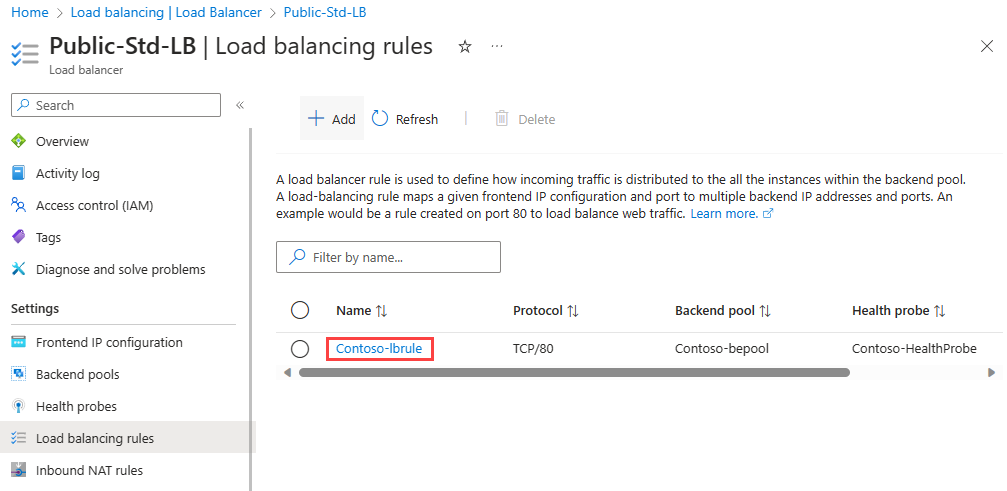 Home > Load balancing | Load Balancer > Public-Std-LB
Public-Std-LB | Load balancing rules
Load balancer
Search
Overview
Activity log
Access control (IAM)
Tags
Diagnose and solve problems
Settings
Frontend IP configuration
Backend pools
Health probes
Load balancing rules
Inbound NAT rules
Add Refresh | Delete
A load balancer rule is used to define how incoming traffic is distributed to the all the instances within the backend pool.
A load-balancing rule maps a given frontend IP configuration and port to multiple backend IP addresses and ports. An
example would be a rule created on port 80 to load balance web traffic. Learn more.
Filter by name...
Name Protocol Backend pool Health probe
Contoso-lbrule TCP/80 Contoso-bepool Contoso-HealthProbe